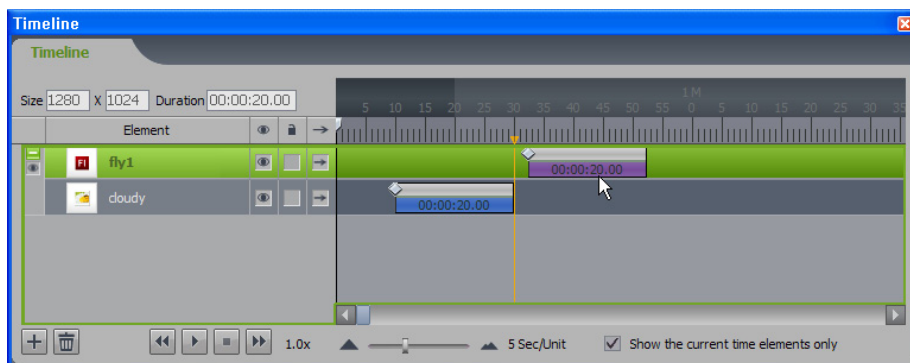 Timeline
Timeline
Size 1280 X 1024 Duration 00:00:20.00
1 M
5 10 15 20 25 30 35 40 45 50 55 0 5 10 15 20 25 30 35
Element
fly1 00:00:20.00
cloudy 00:00:20.00
1.0x 5 Sec/Unit Show the current time elements only